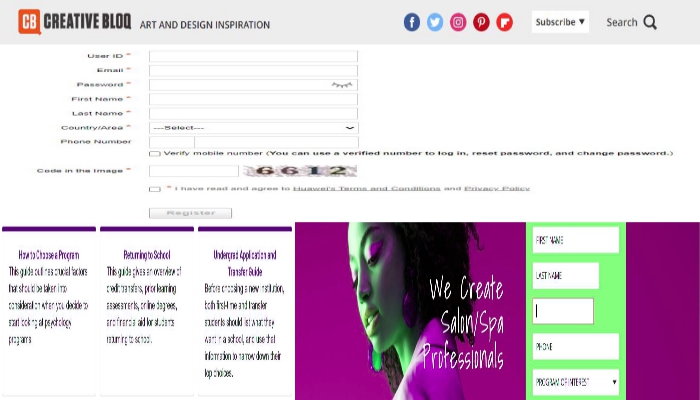 CB CREATIVE BLOQ ART AND DESIGN INSPIRATION Subscribe ▼ Search
User ID *
Email *
Password *
First Name *
Last Name *
Country/Area * ---Select---
Phone Number
Verify mobile number (You can use a verified number to log in, reset password, and change password.)
Code in the Image * 6612
* I have read and agree to Huawei's Terms and Conditions and Privacy Policy
Register
How to Choose a Program
This guide outlines crucial factors
that should be taken into
consideration when you decide to
start looking at psychology
programs.
Returning to School
This guide gives an overview of
credit transfers, prior learning
assessments, online degrees,
and financial aid for students
returning to school.
Undergrad Application and
Transfer Guide
Before choosing a new institution,
both first-time and transfer
students should list what they
want in a school, and use that
information to narrow down their
top choices.
We Create
Salon/Spa
Professionals
FIRST NAME
LAST NAME
PHONE
PROGRAM OF INTEREST